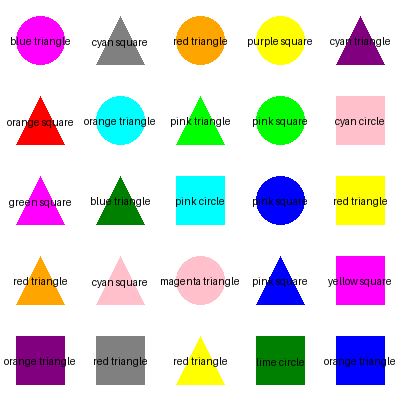 blue triangle cyan square red triangle purple square cyan triangle
orange square orange triangle pink triangle pink square cyan circle
green square blue triangle pink circle pink square red triangle
red triangle cyan square magenta triangle pink square yellow square
orange triangle red triangle red triangle lime circle orange triangle